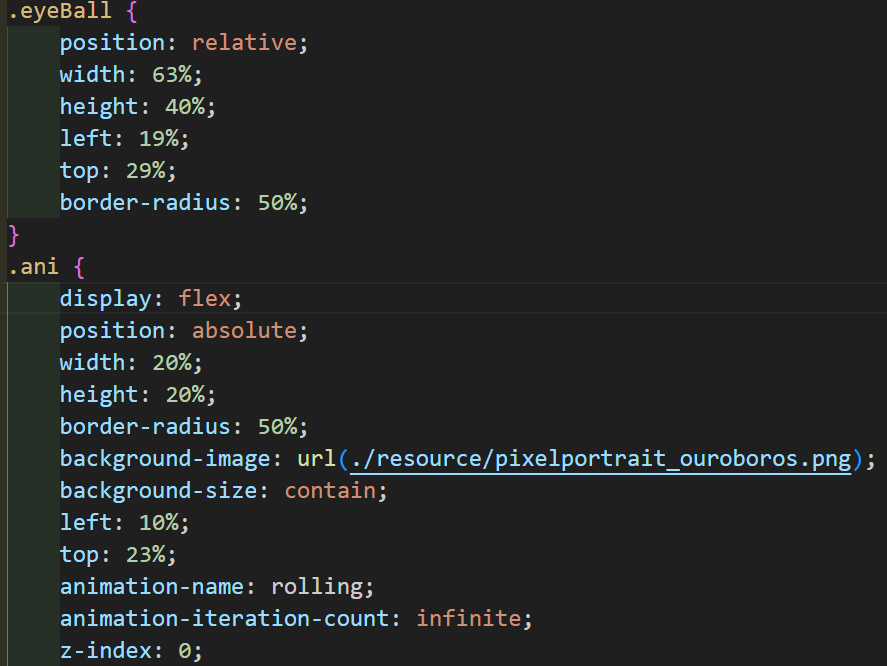 .eyeBall {
    position: relative;
    width: 63%;
    height: 40%;
    left: 19%;
    top: 29%;
    border-radius: 50%;
}
.ani {
    display: flex;
    position: absolute;
    width: 20%;
    height: 20%;
    border-radius: 50%;
    background-image: url(./resource/pixelportrait_ouroboros.png);
    background-size: contain;
    left: 10%;
    top: 23%;
    animation-name: rolling;
    animation-iteration-count: infinite;
    z-index: 0;